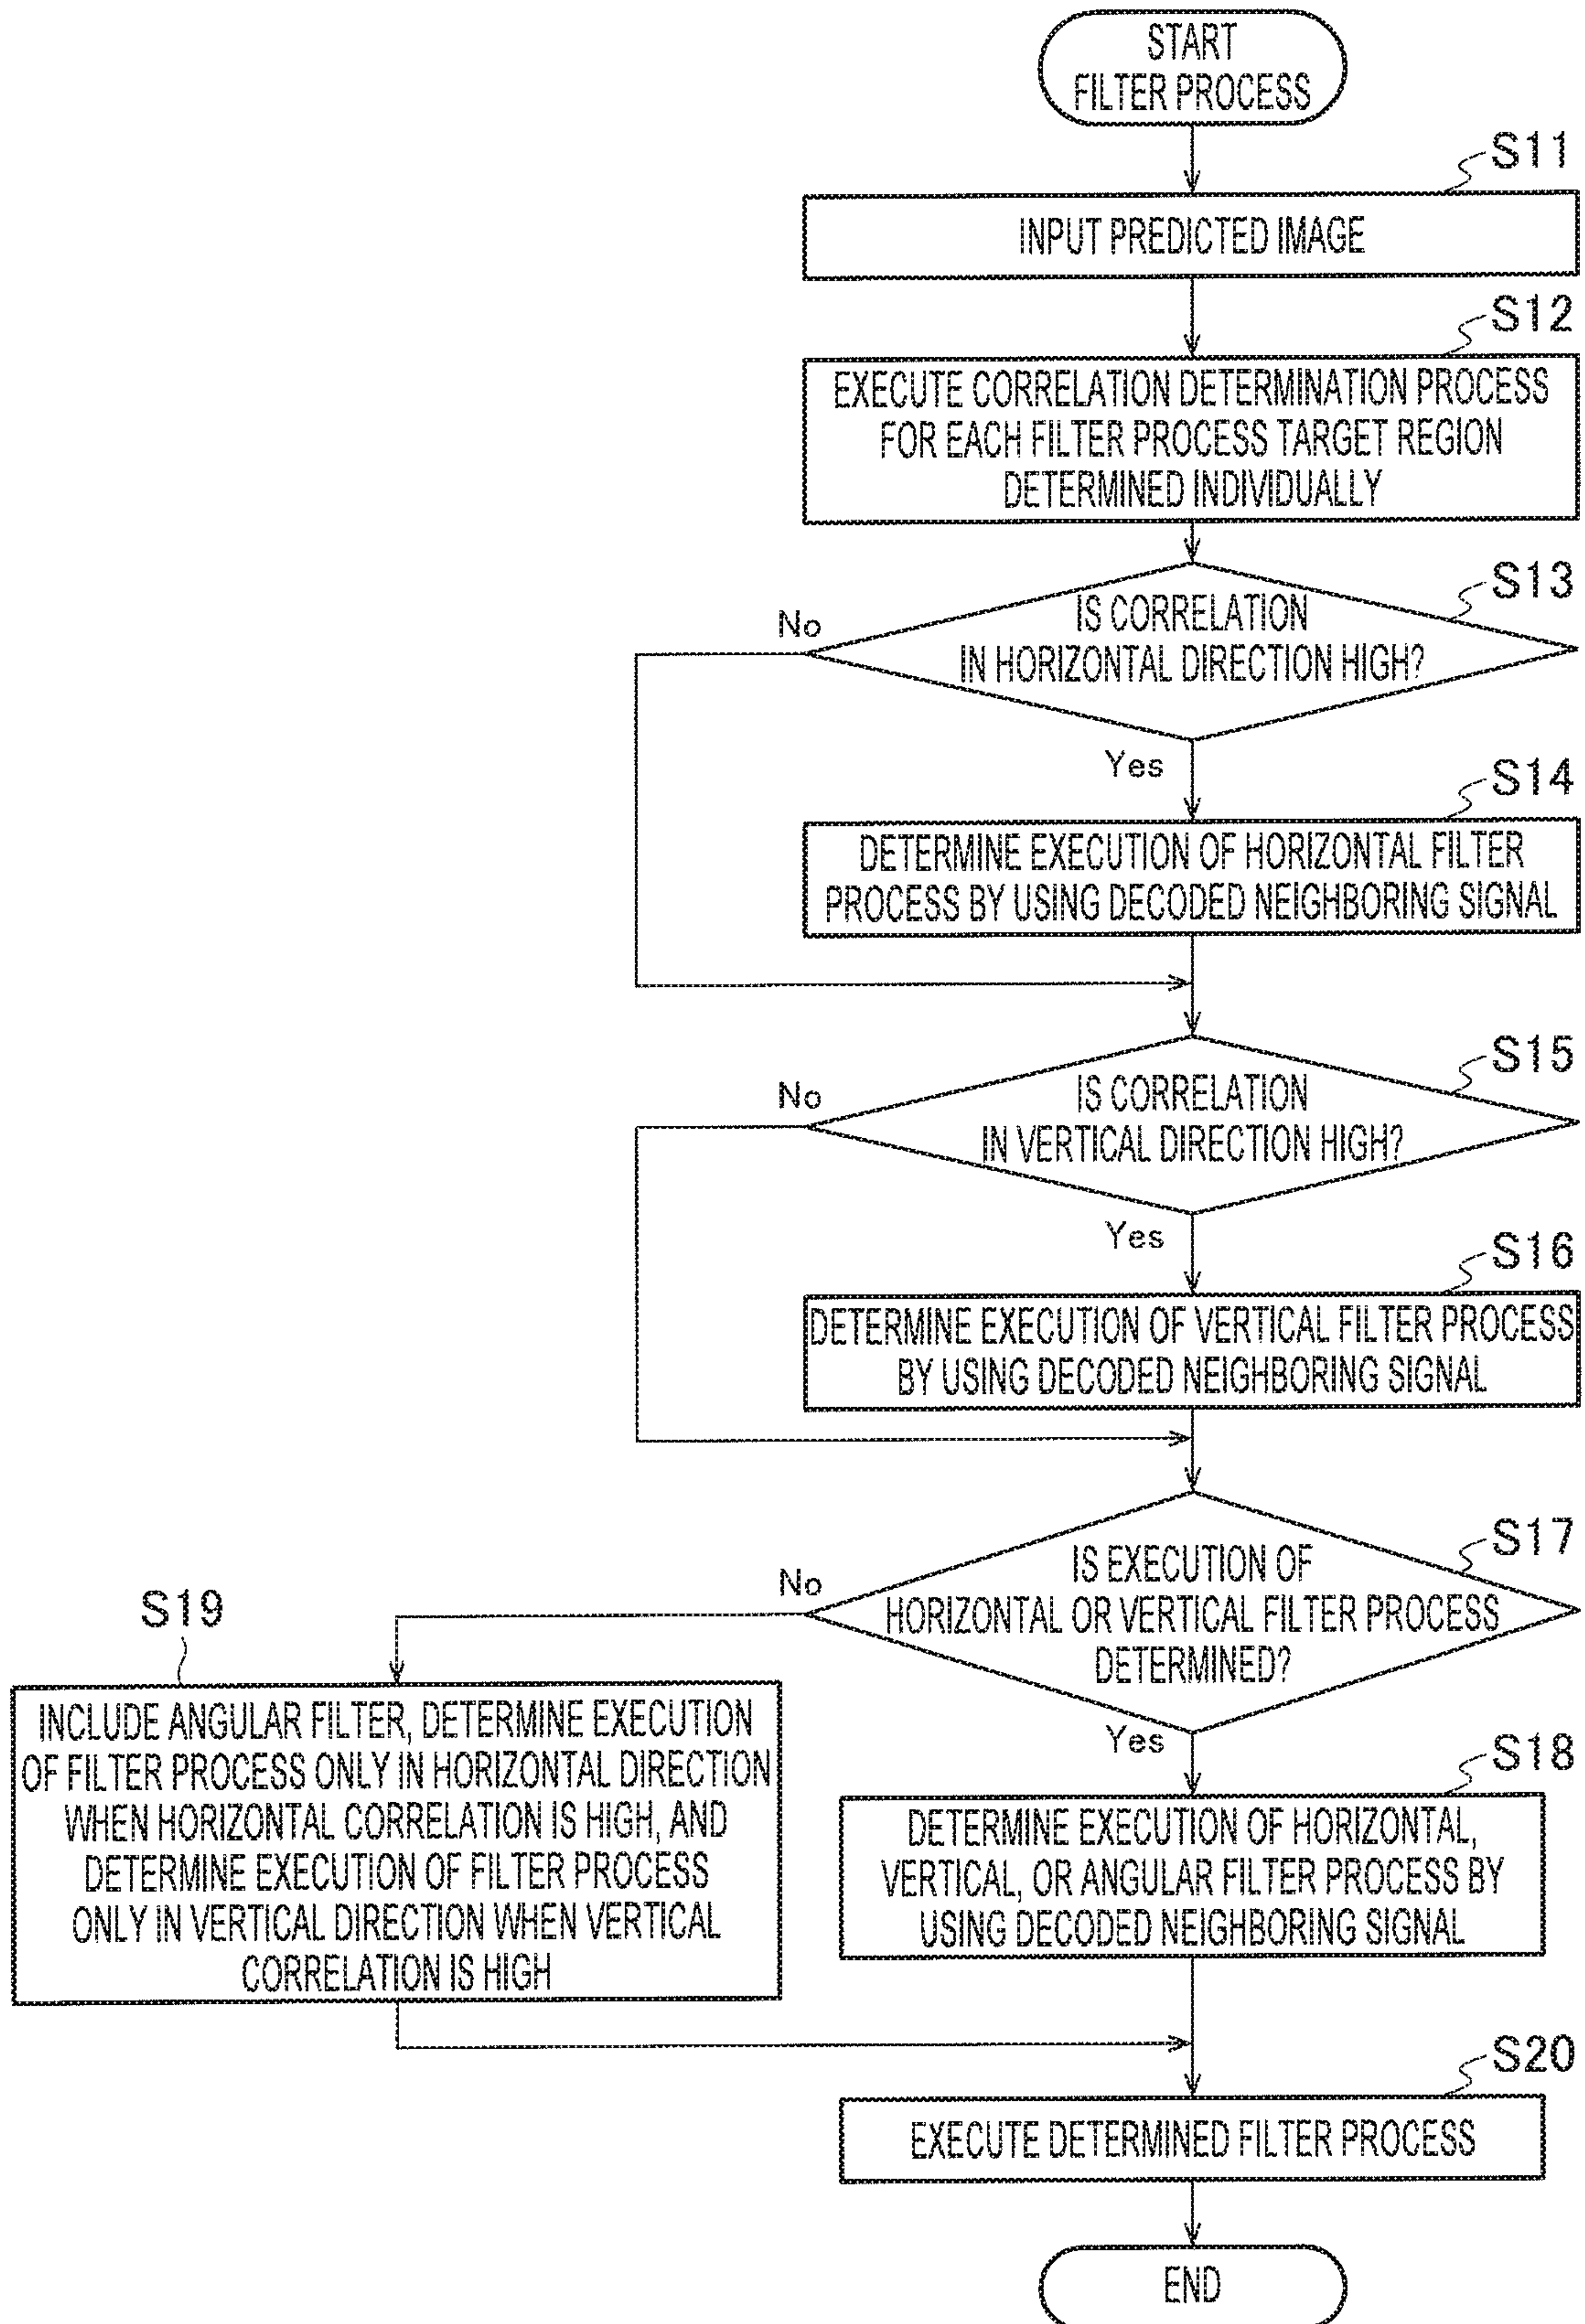 START
FILTER PROCESS
S11
INPUT PREDICTED IMAGE
S12
EXECUTE CORRELATION DETERMINATION PROCESS
FOR EACH FILTER PROCESS TARGET REGION
DETERMINED INDIVIDUALLY
S13
IS CORRELATION
IN HORIZONTAL DIRECTION HIGH?
No
Yes
S14
DETERMINE EXECUTION OF HORIZONTAL FILTER
PROCESS BY USING DECODED NEIGHBORING SIGNAL
S15
IS CORRELATION
IN VERTICAL DIRECTION HIGH?
No
Yes
S16
DETERMINE EXECUTION OF VERTICAL FILTER PROCESS
BY USING DECODED NEIGHBORING SIGNAL
S17
IS EXECUTION OF
HORIZONTAL OR VERTICAL FILTER PROCESS
DETERMINED?
No
Yes
S19
INCLUDE ANGULAR FILTER, DETERMINE EXECUTION
OF FILTER PROCESS ONLY IN HORIZONTAL DIRECTION
WHEN HORIZONTAL CORRELATION IS HIGH, AND
DETERMINE EXECUTION OF FILTER PROCESS
ONLY IN VERTICAL DIRECTION WHEN VERTICAL
CORRELATION IS HIGH
S18
DETERMINE EXECUTION OF HORIZONTAL,
VERTICAL, OR ANGULAR FILTER PROCESS BY
USING DECODED NEIGHBORING SIGNAL
S20
EXECUTE DETERMINED FILTER PROCESS
END